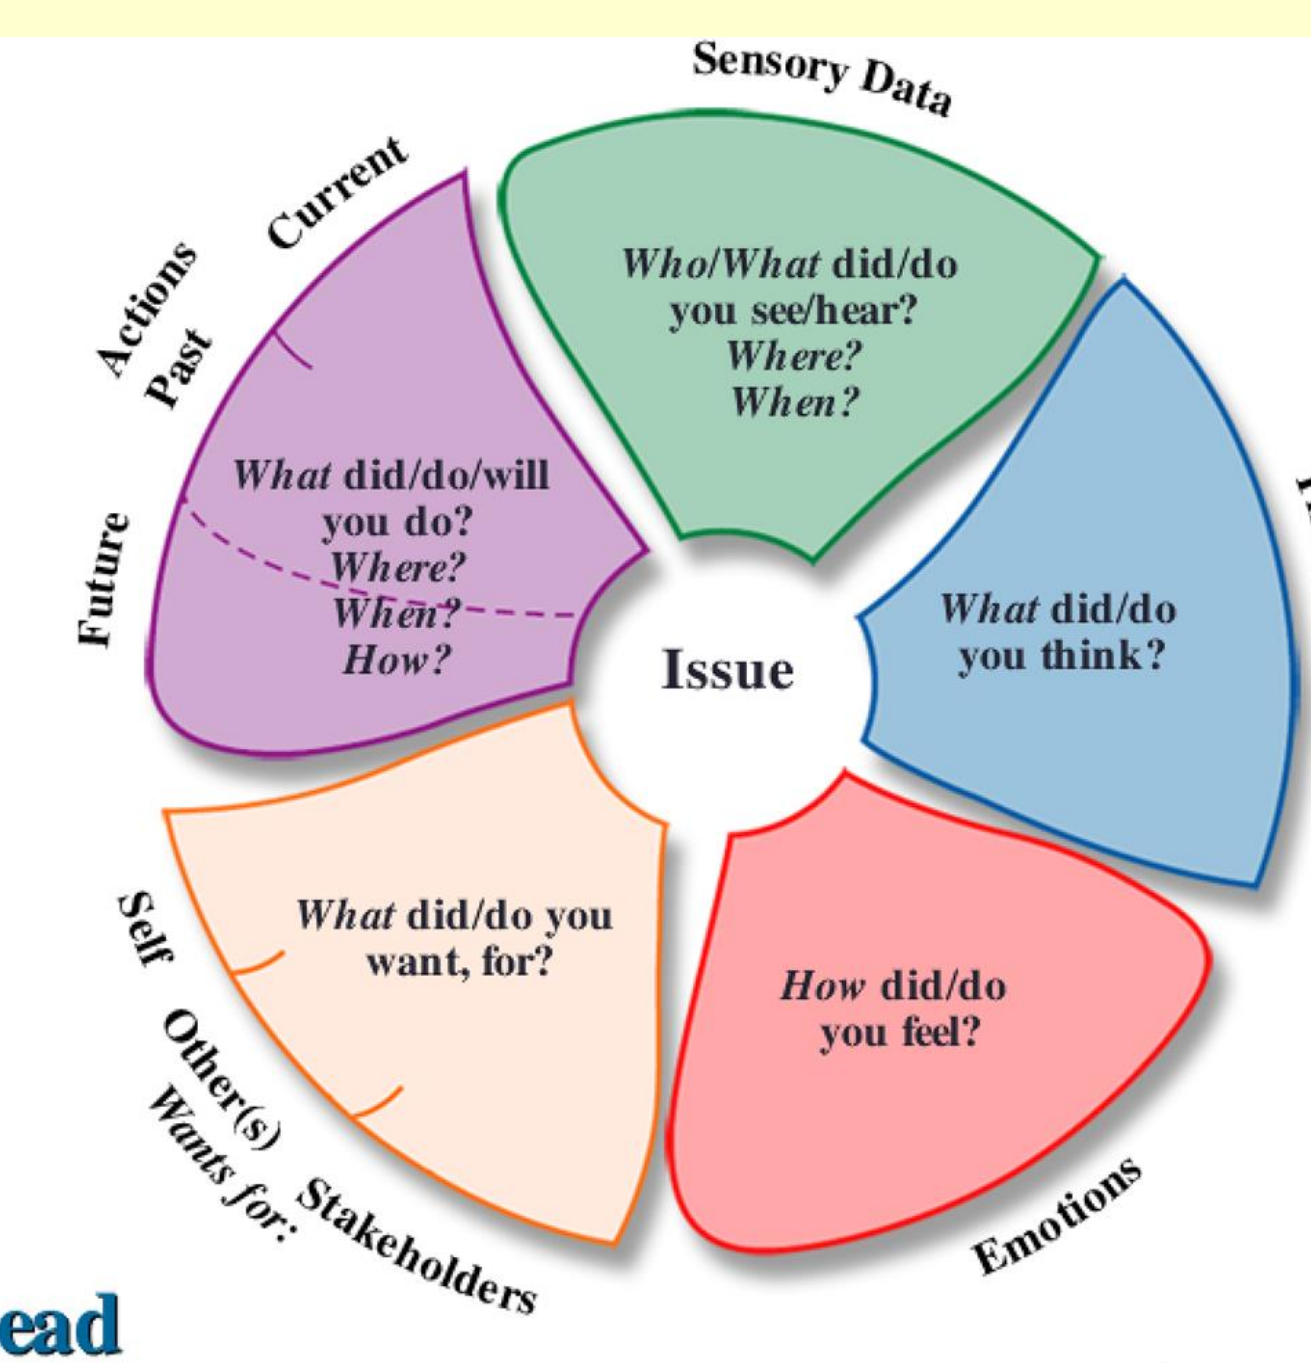 Sensory Data
Current
Actions
Past
Future
Who/What did/do
you see/hear?
Where?
When?
What did/do/will
you do?
Where?
When?
How?
Issue
What did/do
you think?
What did/do you
want, for?
How did/do
you feel?
Self
Other(s)
Wants for:
Stakeholders
Emotions
ead